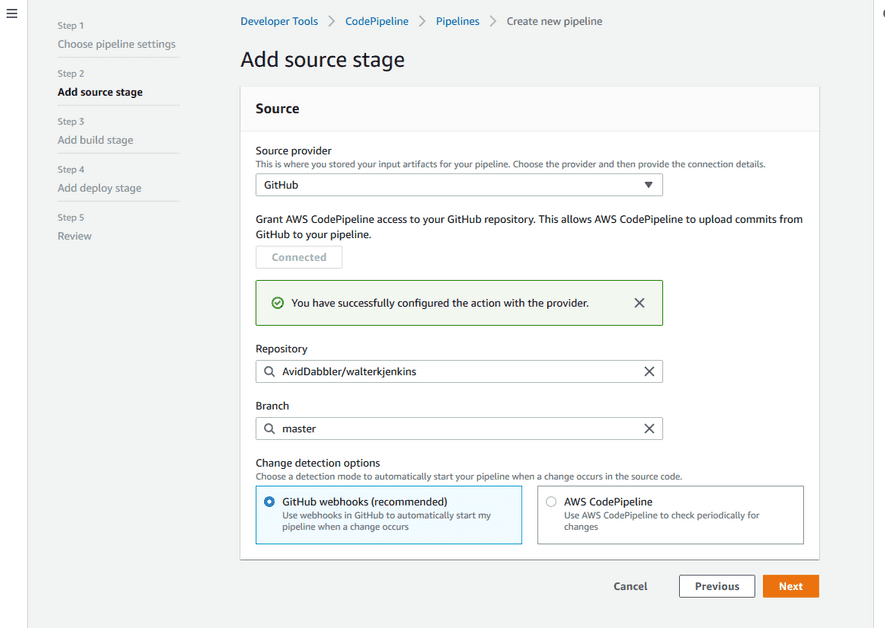 Step 1
Choose pipeline settings
Step 2
Add source stage
Step 3
Add build stage
Step 4
Add deploy stage
Step 5
Review
Developer Tools > CodePipeline > Pipelines > Create new pipeline
Add source stage
Source
Source provider
This is where you stored your input artifacts for your pipeline. Choose the provider and then provide the connection details.
GitHub
Grant AWS CodePipeline access to your GitHub repository. This allows AWS CodePipeline to upload commits from
GitHub to your pipeline.
Connected
You have successfully configured the action with the provider.
Repository
AvidDabbler/walterkjenkins
Branch
master
Change detection options
Choose a detection mode to automatically start your pipeline when a change occurs in the source code.
GitHub webhooks (recommended)
Use webhooks in GitHub to automatically start my
pipeline when a change occurs
AWS CodePipeline
Use AWS CodePipeline to check periodically for
changes
Cancel
Previous
Next